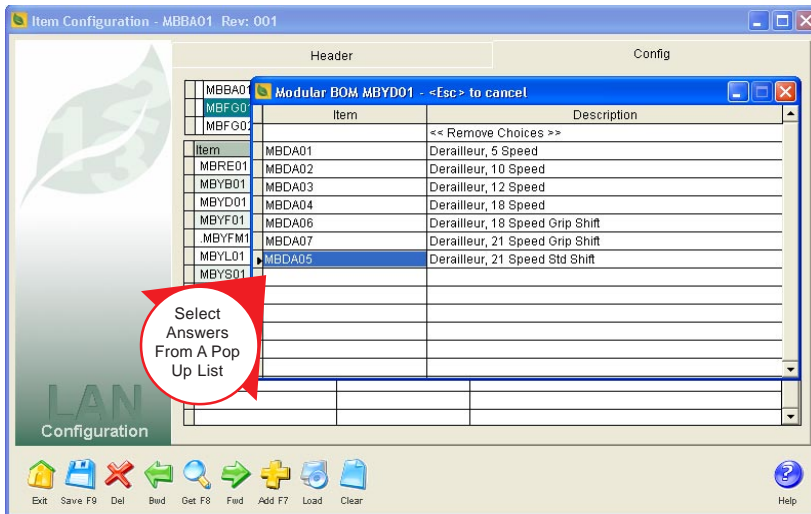 Item Configuration - MBBA01 Rev: 001
Header Config
MBBA01
MBFG01
MBFG02
Modular BOM MBYD01 - <Esc> to cancel
Item Description
<< Remove Choices >>
MBDA01 Derailleur, 5 Speed
MBDA02 Derailleur, 10 Speed
MBDA03 Derailleur, 12 Speed
MBDA04 Derailleur, 18 Speed
MBDA06 Derailleur, 18 Speed Grip Shift
MBDA07 Derailleur, 21 Speed Grip Shift
MBDA05 Derailleur, 21 Speed Std Shift
Item
MBRE01
MBYB01
MBYD01
MBYF01
.MBYFM1
MBYL01
MBYS01
Select
Answers
From A Pop
Up List
LAN
Configuration
Exit Save F9 Del Bwd Get F8 Fwd Add F7 Load Clear Help